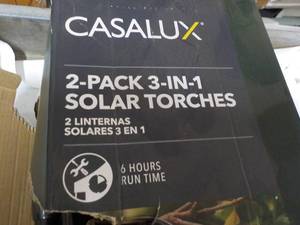 CASALUX®
2-PACK 3-IN-1
SOLAR TORCHES
2 LINTERNAS
SOLARES 3 EN 1
6 HOURS
RUN TIME